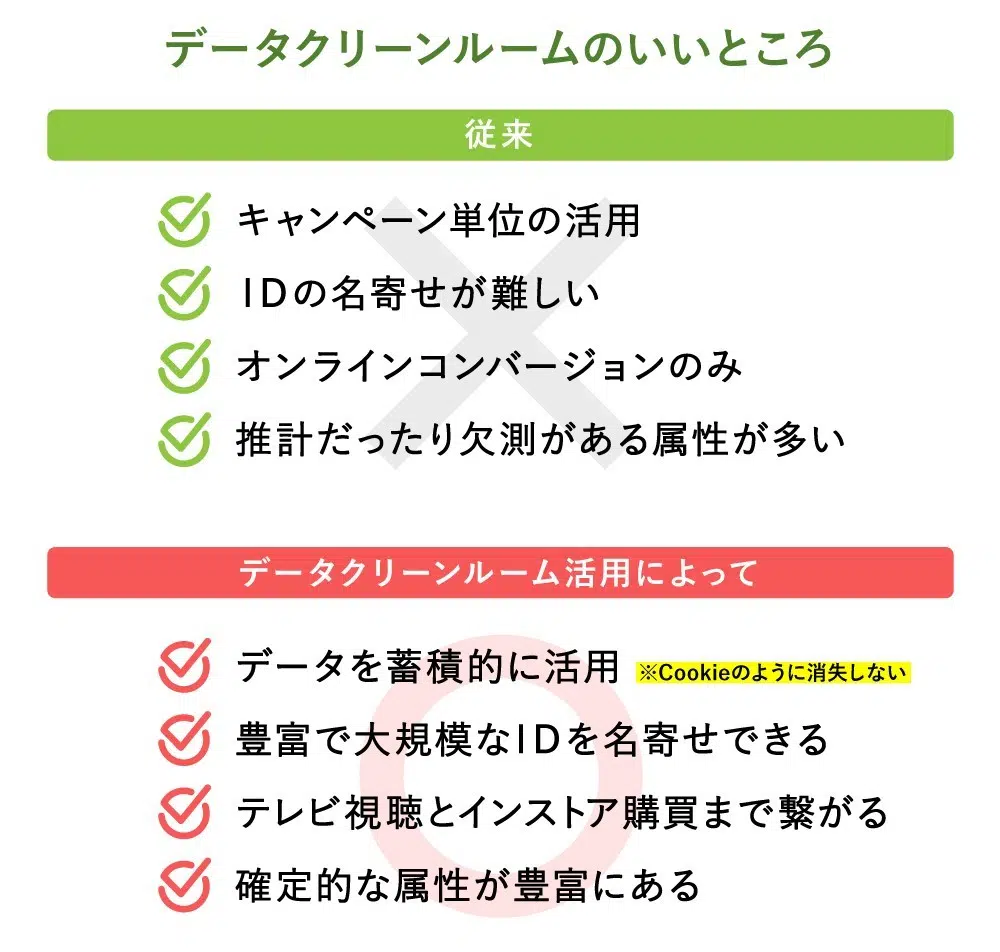 データクリーンルームのいいところ
従来
キャンペーン単位の活用
IDの名寄せが難しい
オンラインコンバージョンのみ
推計だったり欠測がある属性が多い
データクリーンルーム活用によって
データを蓄積的に活用 ※Cookieのように消失しない
豊富で大規模なIDを名寄せできる
テレビ視聴とインストア購買まで繋がる
確定的な属性が豊富にある